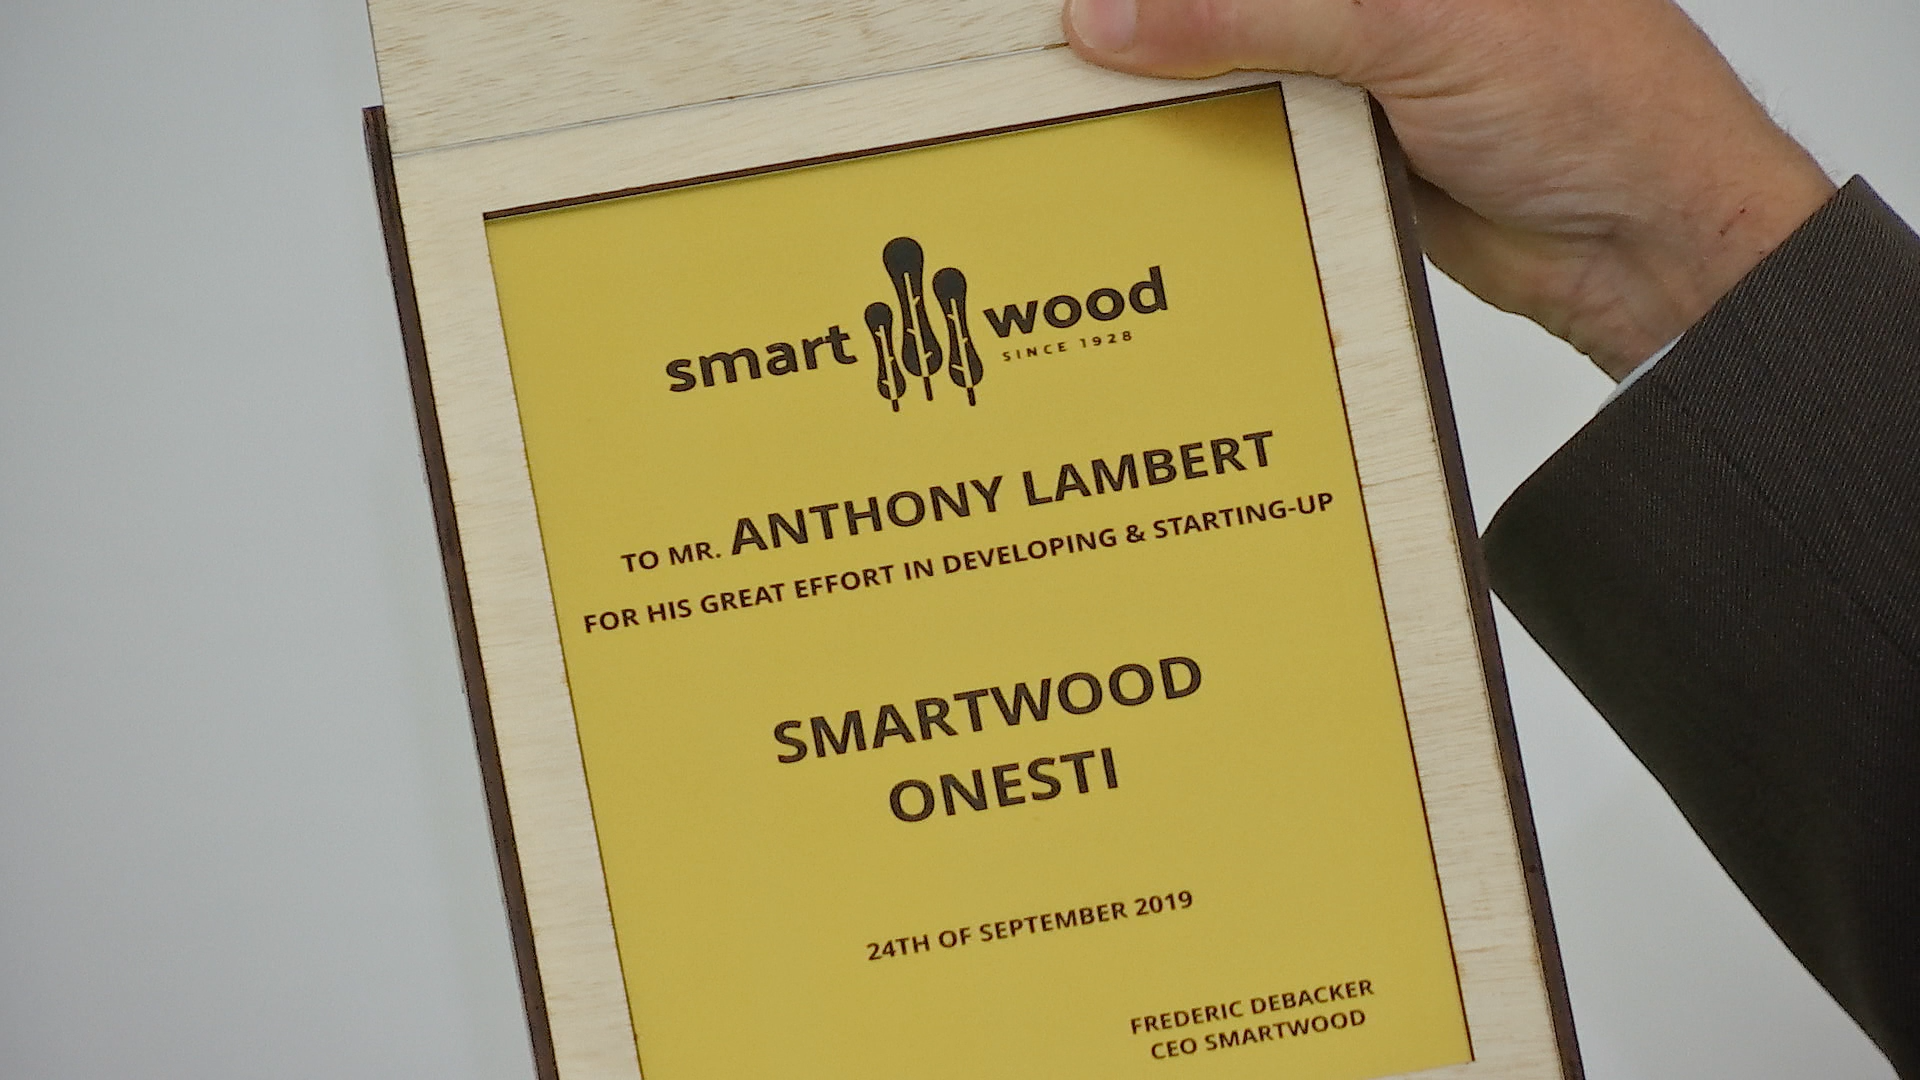 smart wood
SINCE 1928
TO MR. ANTHONY LAMBERT
FOR HIS GREAT EFFORT IN DEVELOPING & STARTING-UP
SMARTWOOD
ONESTI
24TH OF SEPTEMBER 2019
FREDERIC DEBACKER
CEO SMARTWOOD